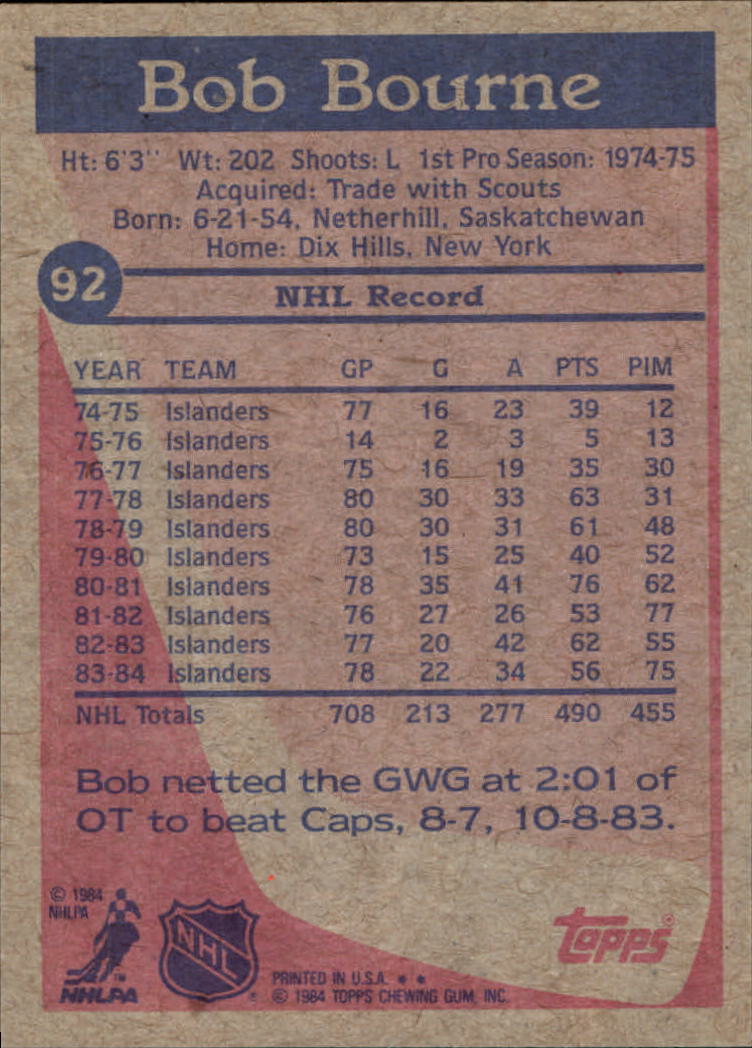 Bob Bourne
Ht: 6'3'' Wt: 202 Shoots: L 1st Pro Season: 1974-75
Acquired: Trade with Scouts
Born: 6-21-54, Netherhill, Saskatchewan
Home: Dix Hills, New York
92
NHL Record
YEAR TEAM GP G A PTS PIM
74-75 Islanders 77 16 23 39 12
75-76 Islanders 14 2 3 5 13
76-77 Islanders 75 16 19 35 30
77-78 Islanders 80 30 33 63 31
78-79 Islanders 80 30 31 61 48
79-80 Islanders 73 15 25 40 52
80-81 Islanders 78 35 41 76 62
81-82 Islanders 76 27 26 53 77
82-83 Islanders 77 20 42 62 55
83-84 Islanders 78 22 34 56 75
NHL Totals 708 213 277 490 455
Bob netted the GWG at 2:01 of
OT to beat Caps, 8-7, 10-8-83.
© 1984
NHLPA
NHLPA ™
NHL ®
topps ®
PRINTED IN U.S.A. * *
© 1984 TOPPS CHEWING GUM, INC.